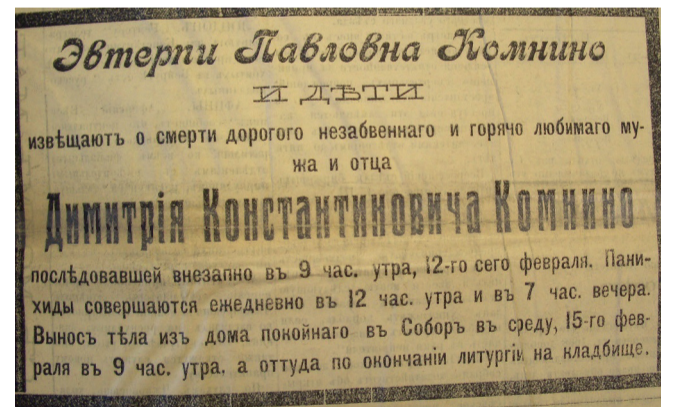 Эвтерпи Павловна Комнино
И ДѢТИ
извѣщаютъ о смерти дорогого незабвеннаго и горячо любимаго му-
жа и отца
Димитрія Константиновича Комнино
послѣдовавшей внезапно въ 9 час. утра, 12-го сего февраля. Пани-
хиды совершаются ежедневно въ 12 час. утра и въ 7 час. вечера.
Выносъ тѣла изъ дома покойнаго въ Соборъ въ среду, 15-го фев-
раля въ 9 час. утра, а оттуда по окончаніи литургіи на кладбище.